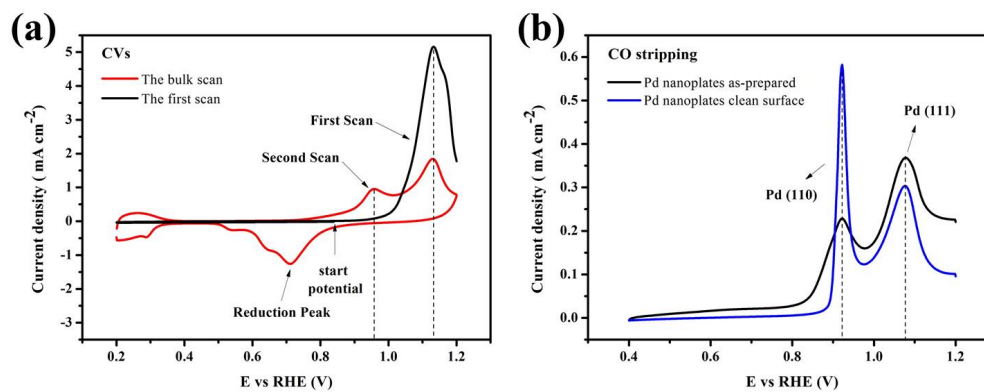 (a)
CVs
The bulk scan
The first scan
First Scan
Second Scan
start
potential
Reduction Peak
Current density ( mA cm-2)
5
4
3
2
1
0
-1
-2
-3
0.2 0.4 0.6 0.8 1.0 1.2
E vs RHE (V)
(b)
CO stripping
Pd nanoplates as-prepared
Pd nanoplates clean surface
Pd (111)
Pd (110)
Current density ( mA cm-2)
0.6
0.5
0.4
0.3
0.2
0.1
0.0
0.4 0.6 0.8 1.0 1.2
E vs RHE (V)